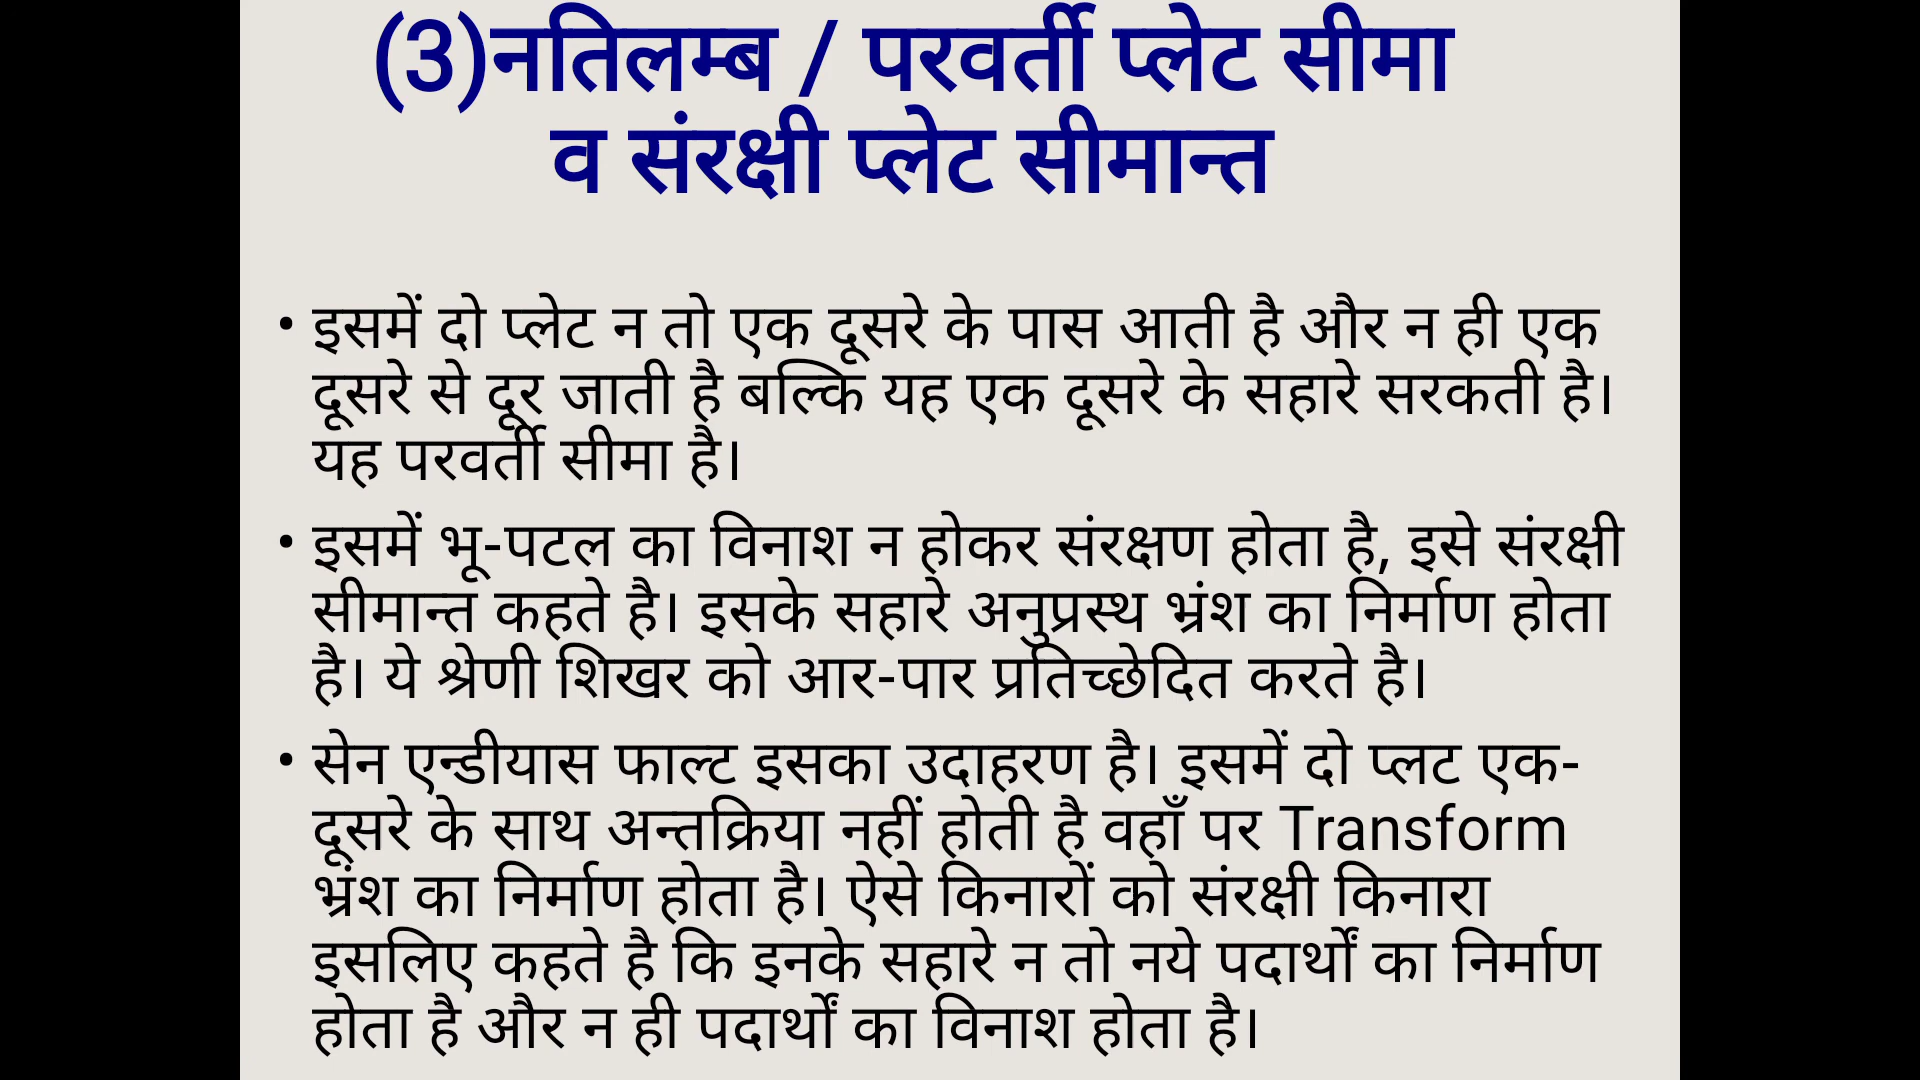 (3)नतिलम्ब / परवर्ती प्लेट सीमा
व संरक्षी प्लेट सीमान्त
• इसमें दो प्लेट न तो एक दूसरे के पास आती है और न ही एक
दूसरे से दूर जाती है बल्कि यह एक दूसरे के सहारे सरकती है।
यह परवर्ती सीमा है।
• इसमें भू-पटल का विनाश न होकर संरक्षण होता है, इसे संरक्षी
सीमान्त कहते है। इसके सहारे अनुप्रस्थ भ्रंश का निर्माण होता
है। ये श्रेणी शिखर को आर-पार प्रतिच्छेदित करते है।
• सेन एन्डीयास फाल्ट इसका उदाहरण है। इसमें दो प्लट एक-
दूसरे के साथ अन्तक्रिया नहीं होती है वहाँ पर Transform
भ्रंश का निर्माण होता है। ऐसे किनारों को संरक्षी किनारा
इसलिए कहते है कि इनके सहारे न तो नये पदार्थों का निर्माण
होता है और न ही पदार्थों का विनाश होता है।